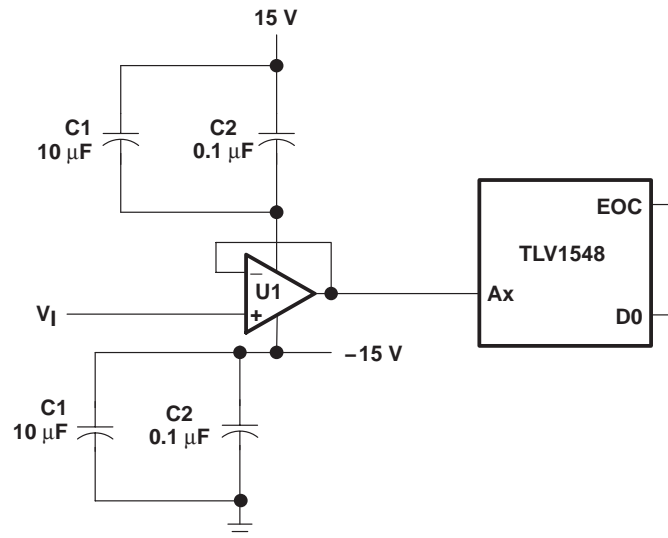 15 V
C1
10 μF
C2
0.1 μF
EOC
TLV1548
−
U1
+
Ax
VI
D0
−15 V
C1
10 μF
C2
0.1 μF